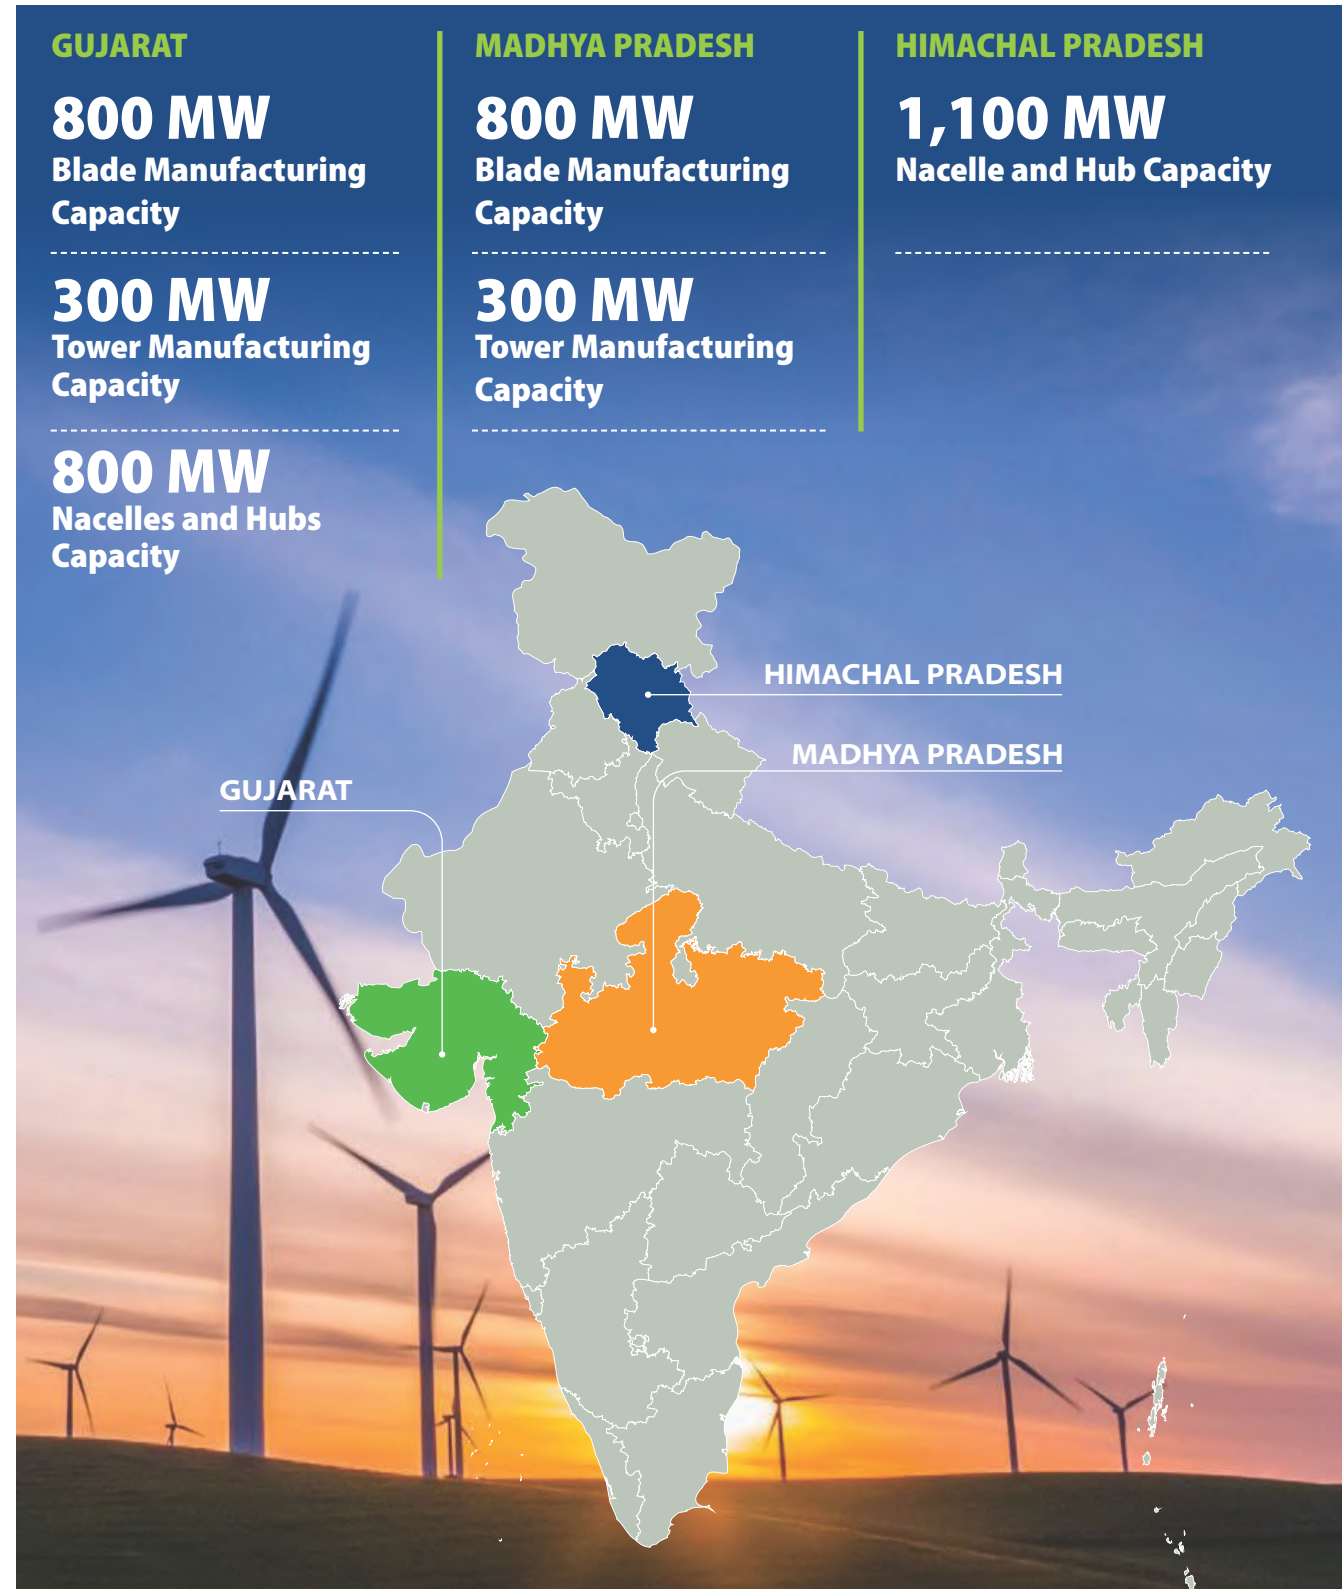 GUJARAT
800 MW
Blade Manufacturing
Capacity
300 MW
Tower Manufacturing
Capacity
800 MW
Nacelles and Hubs
Capacity
MADHYA PRADESH
800 MW
Blade Manufacturing
Capacity
300 MW
Tower Manufacturing
Capacity
HIMACHAL PRADESH
1,100 MW
Nacelle and Hub Capacity
HIMACHAL PRADESH
MADHYA PRADESH
GUJARAT